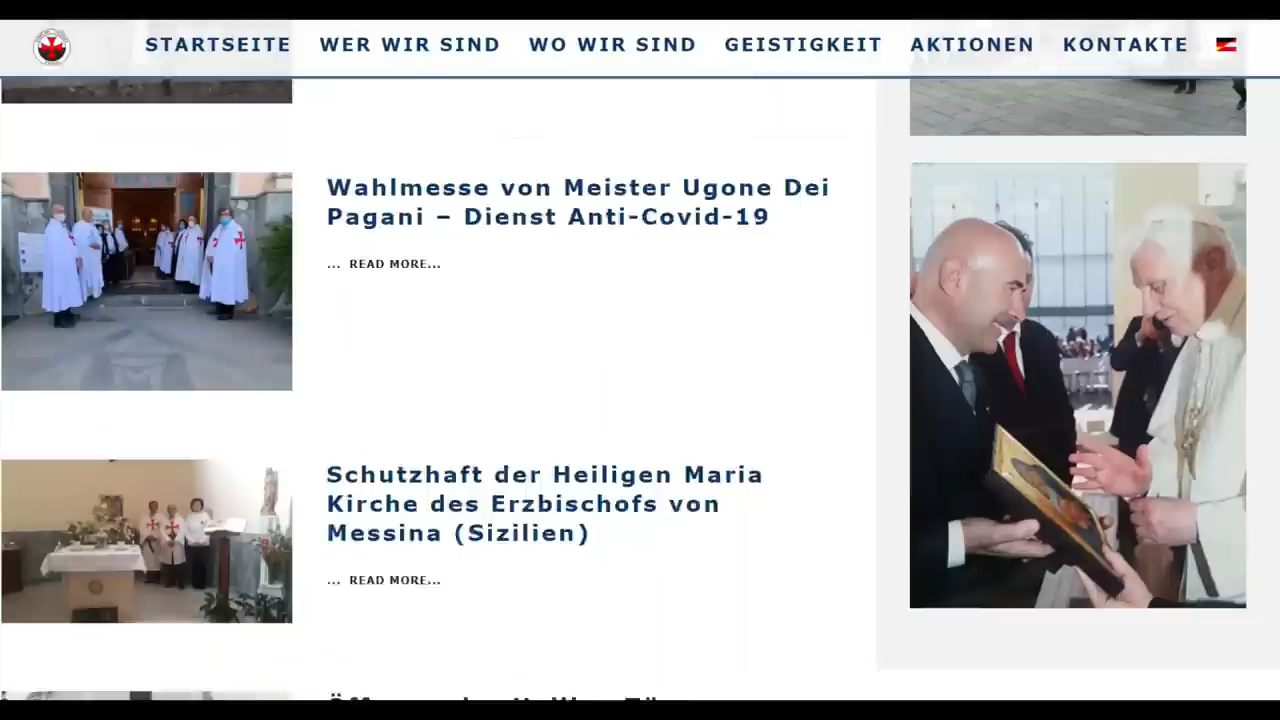 STARTSEITE WER WIR SIND WO WIR SIND GEISTIGKEIT AKTIONEN KONTAKTE
Wahlmesse von Meister Ugone Dei
Pagani – Dienst Anti-Covid-19
... READ MORE...
Schutzhaft der Heiligen Maria
Kirche des Erzbischofs von
Messina (Sizilien)
... READ MORE...